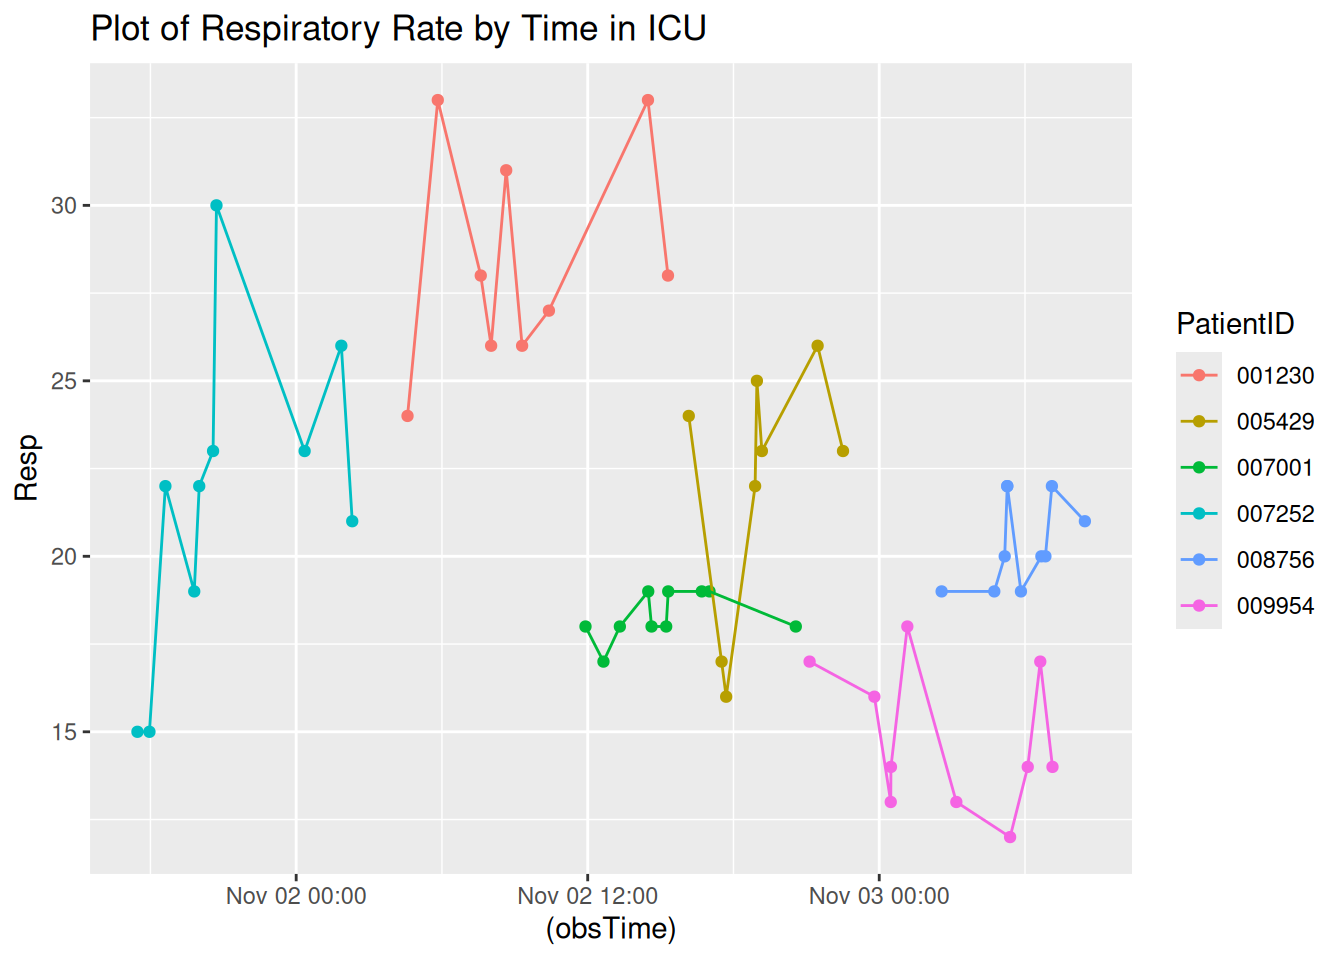 Plot of Respiratory Rate by Time in ICU
Resp
30
25
20
15
Nov 02 00:00
Nov 02 12:00
Nov 03 00:00
(obsTime)
PatientID
001230
005429
007001
007252
008756
009954